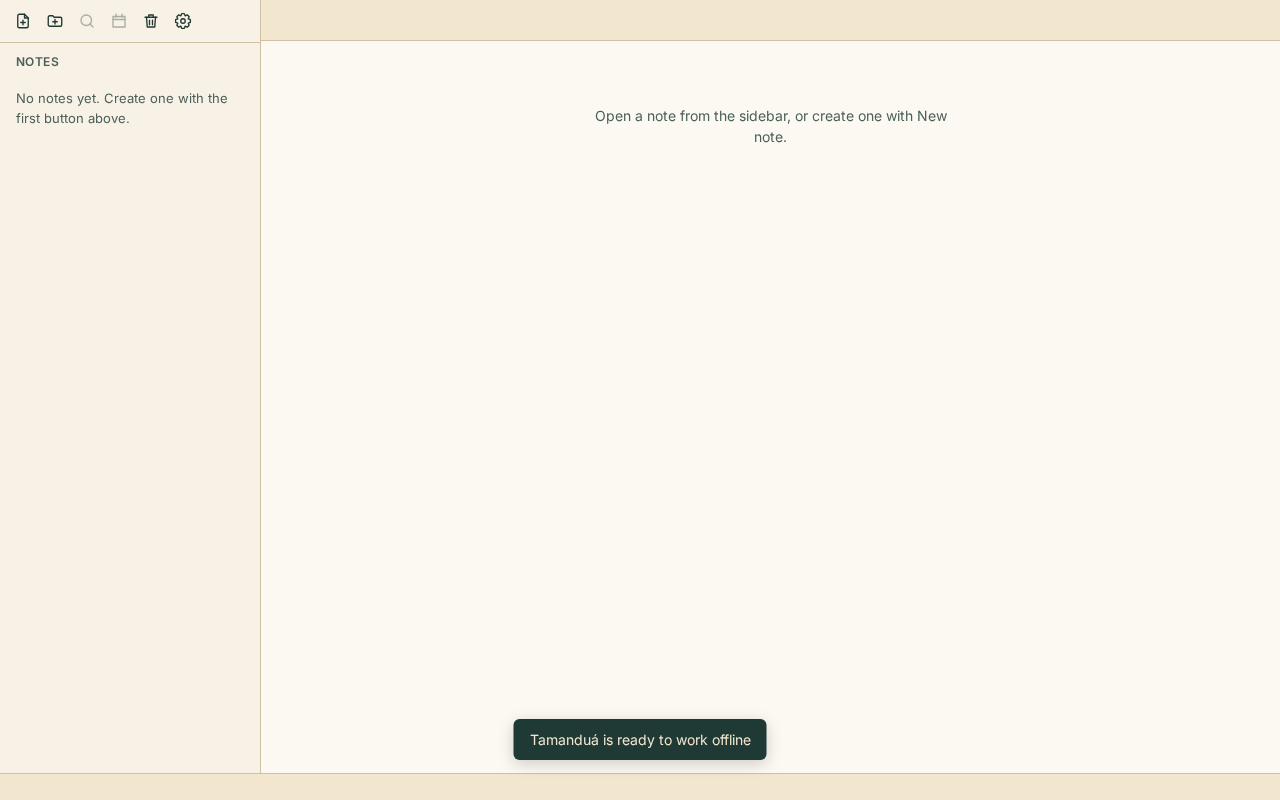 NOTES
No notes yet. Create one with the
first button above.
Open a note from the sidebar, or create one with New
note.
Tamanduá is ready to work offline